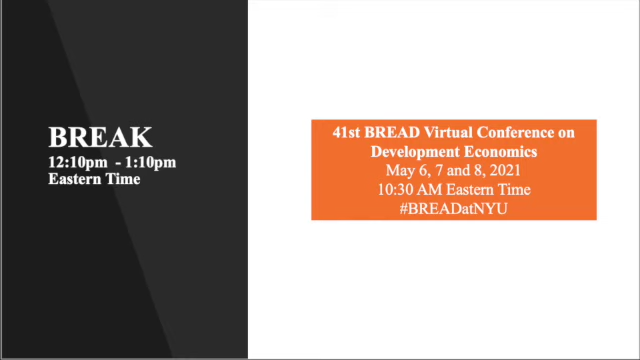 BREAK
12:10pm - 1:10pm
Eastern Time
41st BREAD Virtual Conference on
Development Economics
May 6, 7 and 8, 2021
10:30 AM Eastern Time
#BREADatNYU